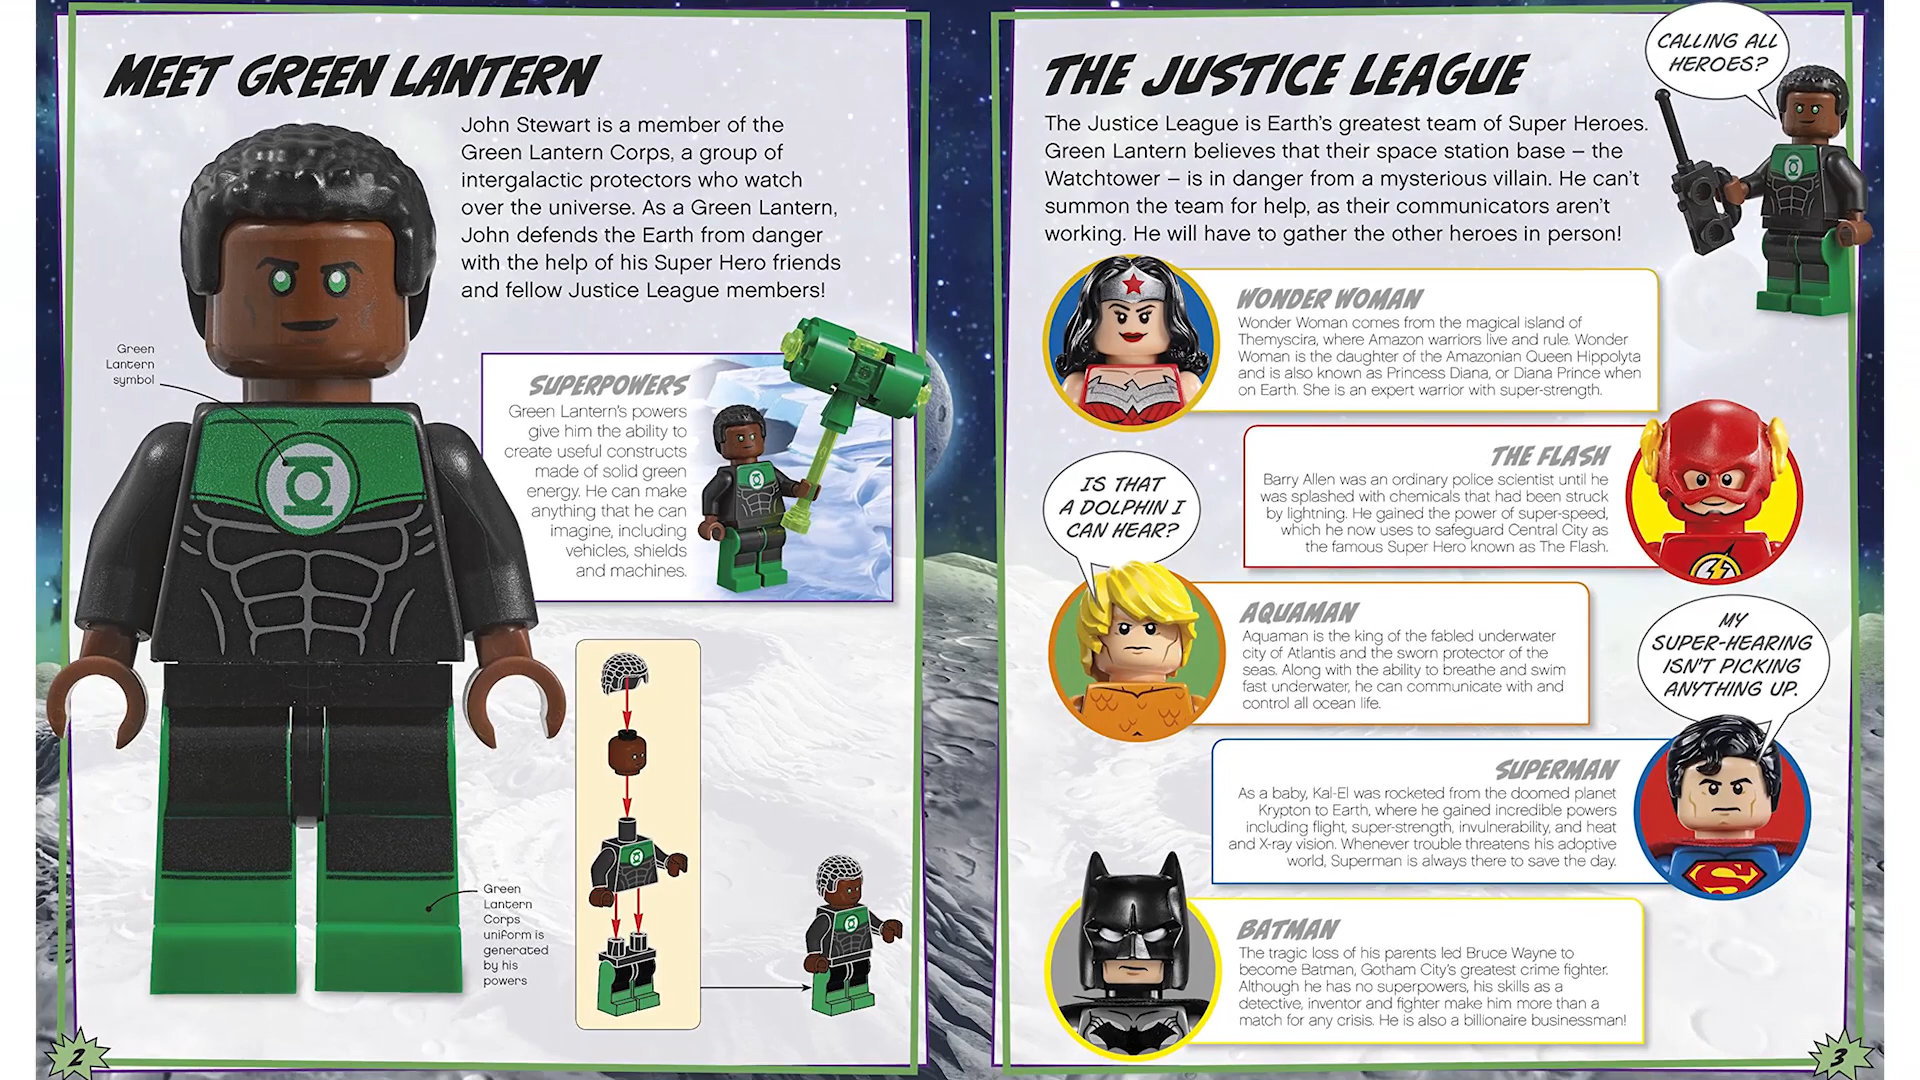 MEET GREEN LANTERN
John Stewart is a member of the
Green Lantern Corps, a group of
intergalactic protectors who watch
over the universe. As a Green Lantern,
John defends the Earth from danger
with the help of his Super Hero friends
and fellow Justice League members!
Green
Lantern
symbol
SUPERPOWERS
Green Lantern's powers
give him the ability to
create useful constructs
made of solid green
energy. He can make
anything that he can
imagine, including
vehicles, shields
and machines.
Green
Lantern
Corps
uniform is
generated
by his
powers
2
THE JUSTICE LEAGUE
CALLING ALL
HEROES?
The Justice League is Earth's greatest team of Super Heroes.
Green Lantern believes that their space station base – the
Watchtower – is in danger from a mysterious villain. He can't
summon the team for help, as their communicators aren't
working. He will have to gather the other heroes in person!
WONDER WOMAN
Wonder Woman comes from the magical island of
Themyscira, where Amazon warriors live and rule. Wonder
Woman is the daughter of the Amazonian Queen Hippolyta
and is also known as Princess Diana, or Diana Prince when
on Earth. She is an expert warrior with super-strength.
THE FLASH
Barry Allen was an ordinary police scientist until he
was splashed with chemicals that had been struck
by lightning. He gained the power of super-speed,
which he now uses to safeguard Central City as
the famous Super Hero known as The Flash.
IS THAT
A DOLPHIN I
CAN HEAR?
AQUAMAN
Aquaman is the king of the fabled underwater
city of Atlantis and the sworn protector of the
seas. Along with the ability to breathe and swim
fast underwater, he can communicate with and
control all ocean life.
MY
SUPER-HEARING
ISN'T PICKING
ANYTHING UP.
SUPERMAN
As a baby, Kal-El was rocketed from the doomed planet
Krypton to Earth, where he gained incredible powers
including flight, super-strength, invulnerability, and heat
and X-ray vision. Whenever trouble threatens his adoptive
world, Superman is always there to save the day.
S
BATMAN
The tragic loss of his parents led Bruce Wayne to
become Batman, Gotham City's greatest crime fighter.
Although he has no superpowers, his skills as a
detective, inventor and fighter make him more than a
match for any crisis. He is also a billionaire businessman!
3